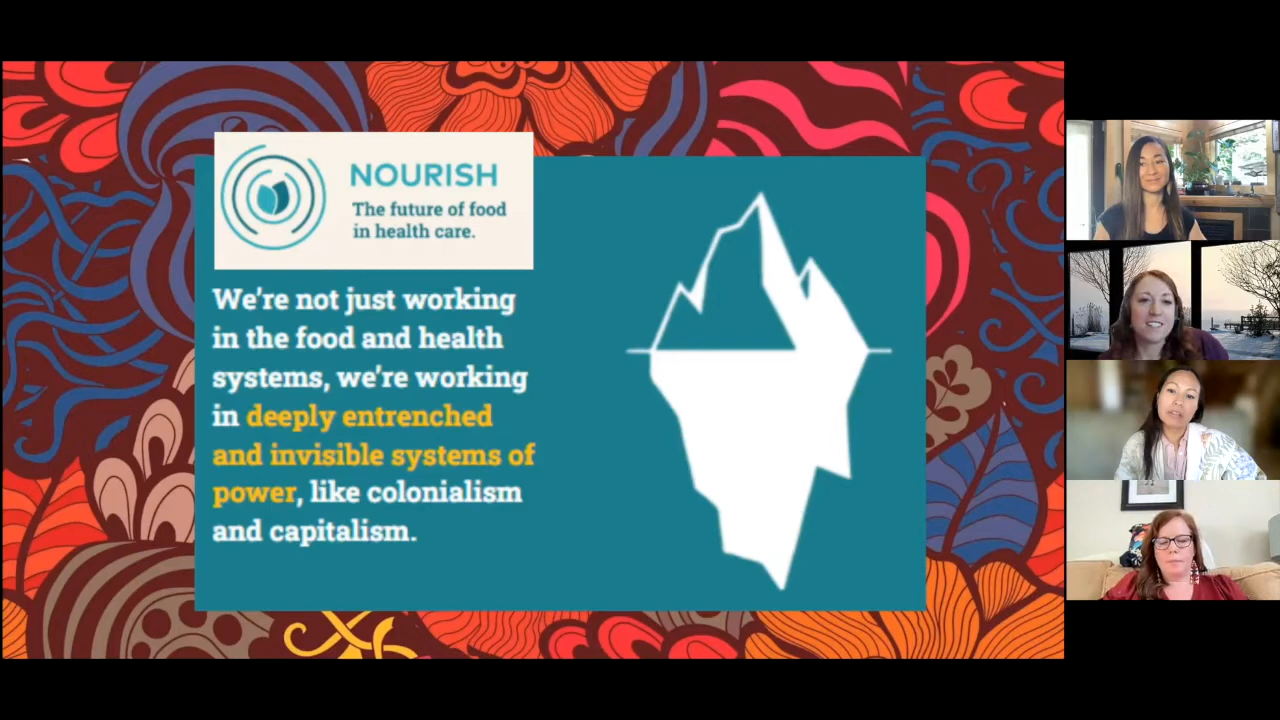 NOURISH
The future of food
in health care.
We're not just working
in the food and health
systems, we're working
in deeply entrenched
and invisible systems of
power, like colonialism
and capitalism.